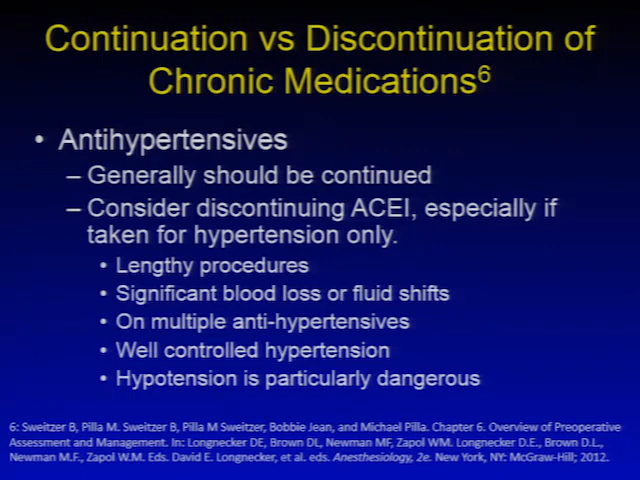 Continuation vs Discontinuation of
Chronic Medications6
• Antihypertensives
– Generally should be continued
– Consider discontinuing ACEI, especially if
taken for hypertension only.
• Lengthy procedures
• Significant blood loss or fluid shifts
• On multiple anti-hypertensives
• Well controlled hypertension
• Hypotension is particularly dangerous
6: Sweitzer B, Pilla M. Sweitzer B, Pilla M Sweitzer, Bobbie Jean, and Michael Pilla. Chapter 6. Overview of Preoperative
Assessment and Management. In: Longnecker DE, Brown DL, Newman MF, Zapol WM. Longnecker D.E., Brown D.L.,
Newman M.F., Zapol W.M. Eds. David E. Longnecker, et al. eds. Anesthesiology, 2e. New York, NY: McGraw-Hill; 2012.